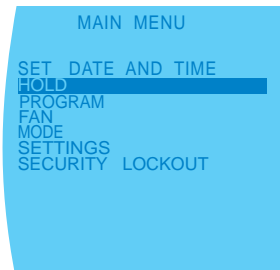 MAIN MENU
SET DATE AND TIME
HOLD
PROGRAM
FAN
MODE
SETTINGS
SECURITY LOCKOUT